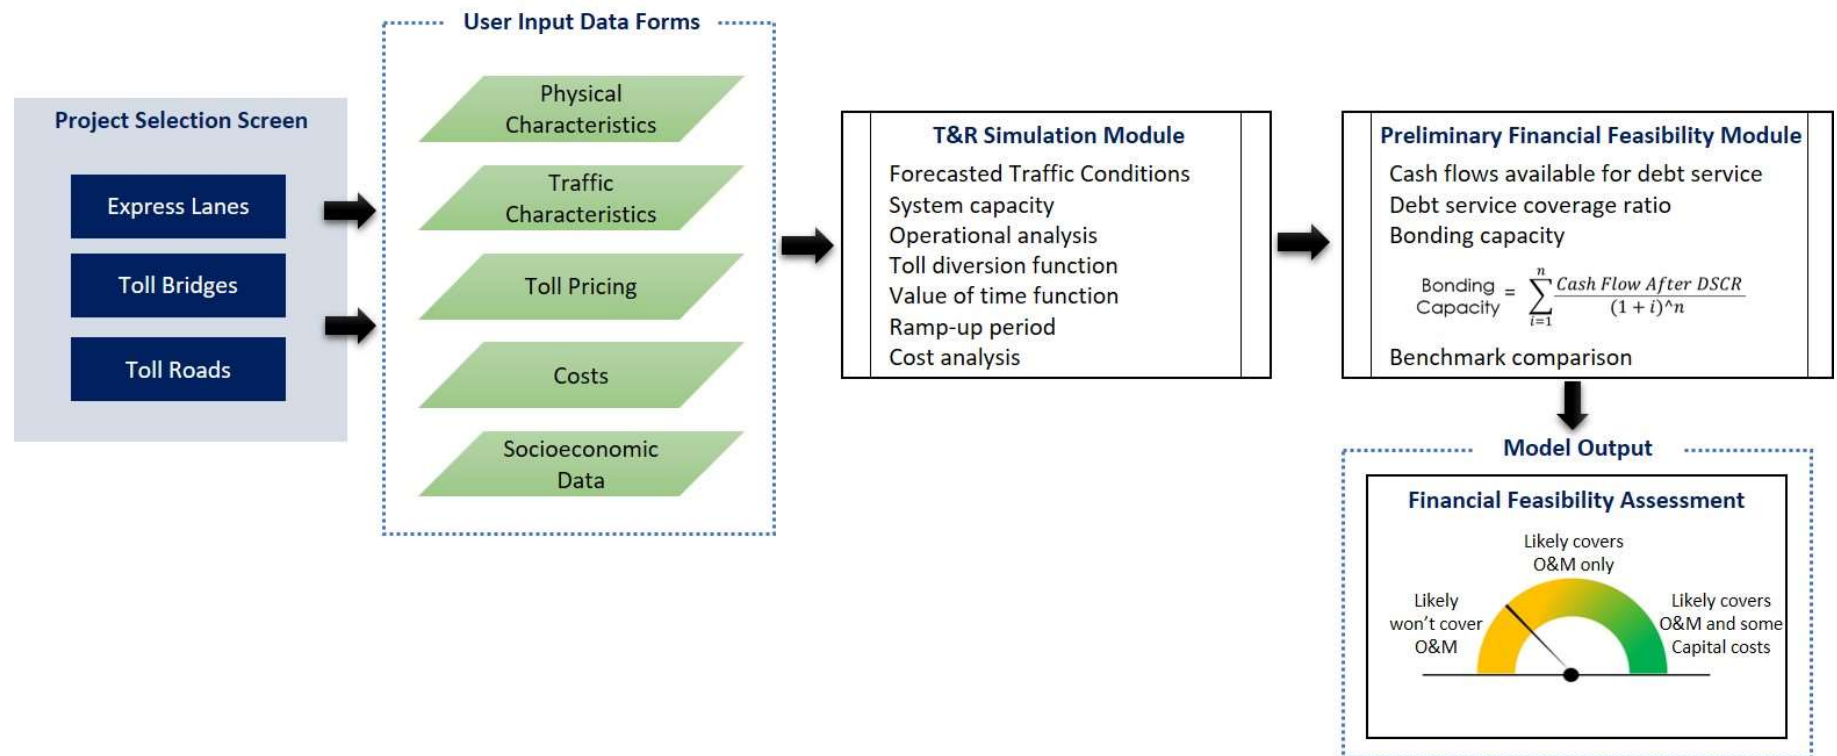 Project Selection Screen
Express Lanes
Toll Bridges
Toll Roads
User Input Data Forms
Physical
Characteristics
Traffic
Characteristics
Toll Pricing
Costs
Socioeconomic
Data
T&R Simulation Module
Forecasted Traffic Conditions
System capacity
Operational analysis
Toll diversion function
Value of time function
Ramp-up period
Cost analysis
Preliminary Financial Feasibility Module
Cash flows available for debt service
Debt service coverage ratio
Bonding capacity
Bonding
Capacity
=
n
∑
i=1
Cash Flow After DSCR
(1 + i)^n
Benchmark comparison
Model Output
Financial Feasibility Assessment
Likely covers
O&M only
Likely
won't cover
O&M
Likely covers
O&M and some
Capital costs